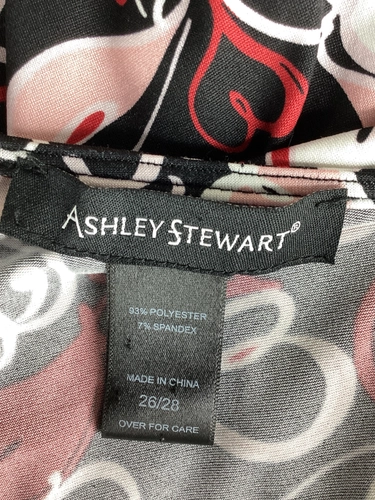 ASHLEY STEWART®
93% POLYESTER
7% SPANDEX
MADE IN CHINA
26/28
OVER FOR CARE